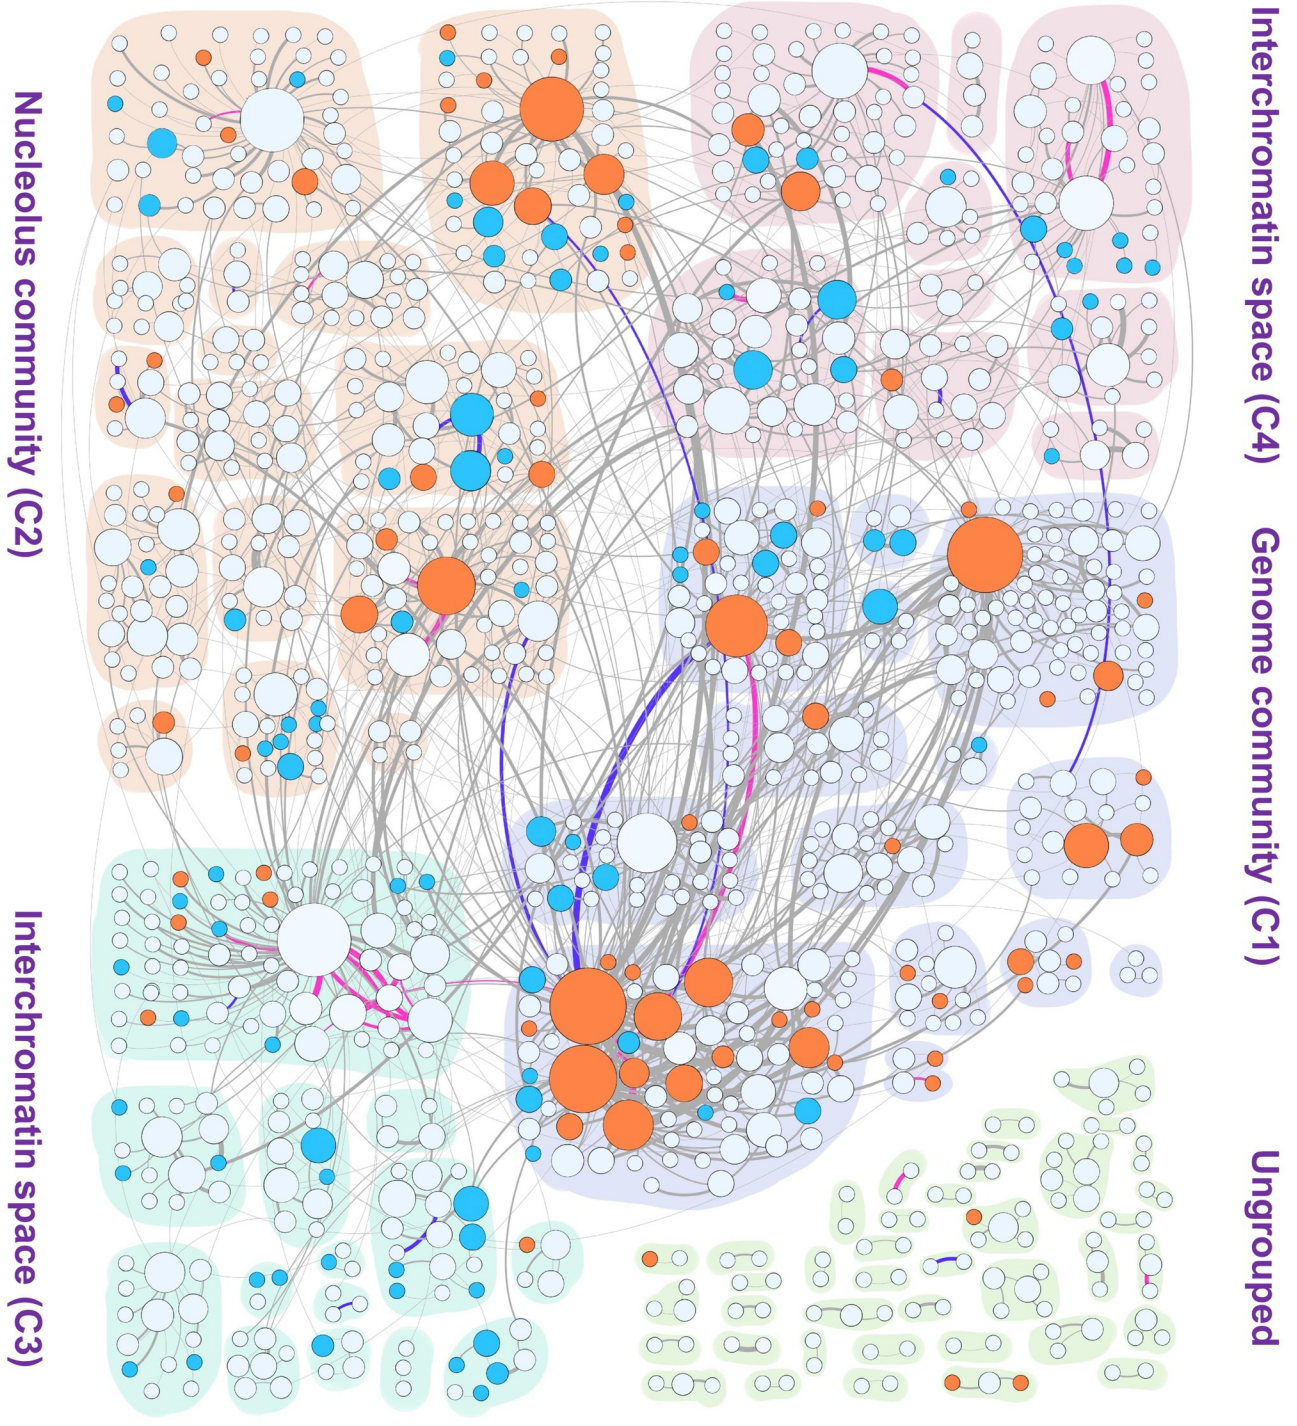 Nucleolus community (C2)
Interchromatin space (C3)
Interchromatin space (C4)
Genome community (C1)
Ungrouped